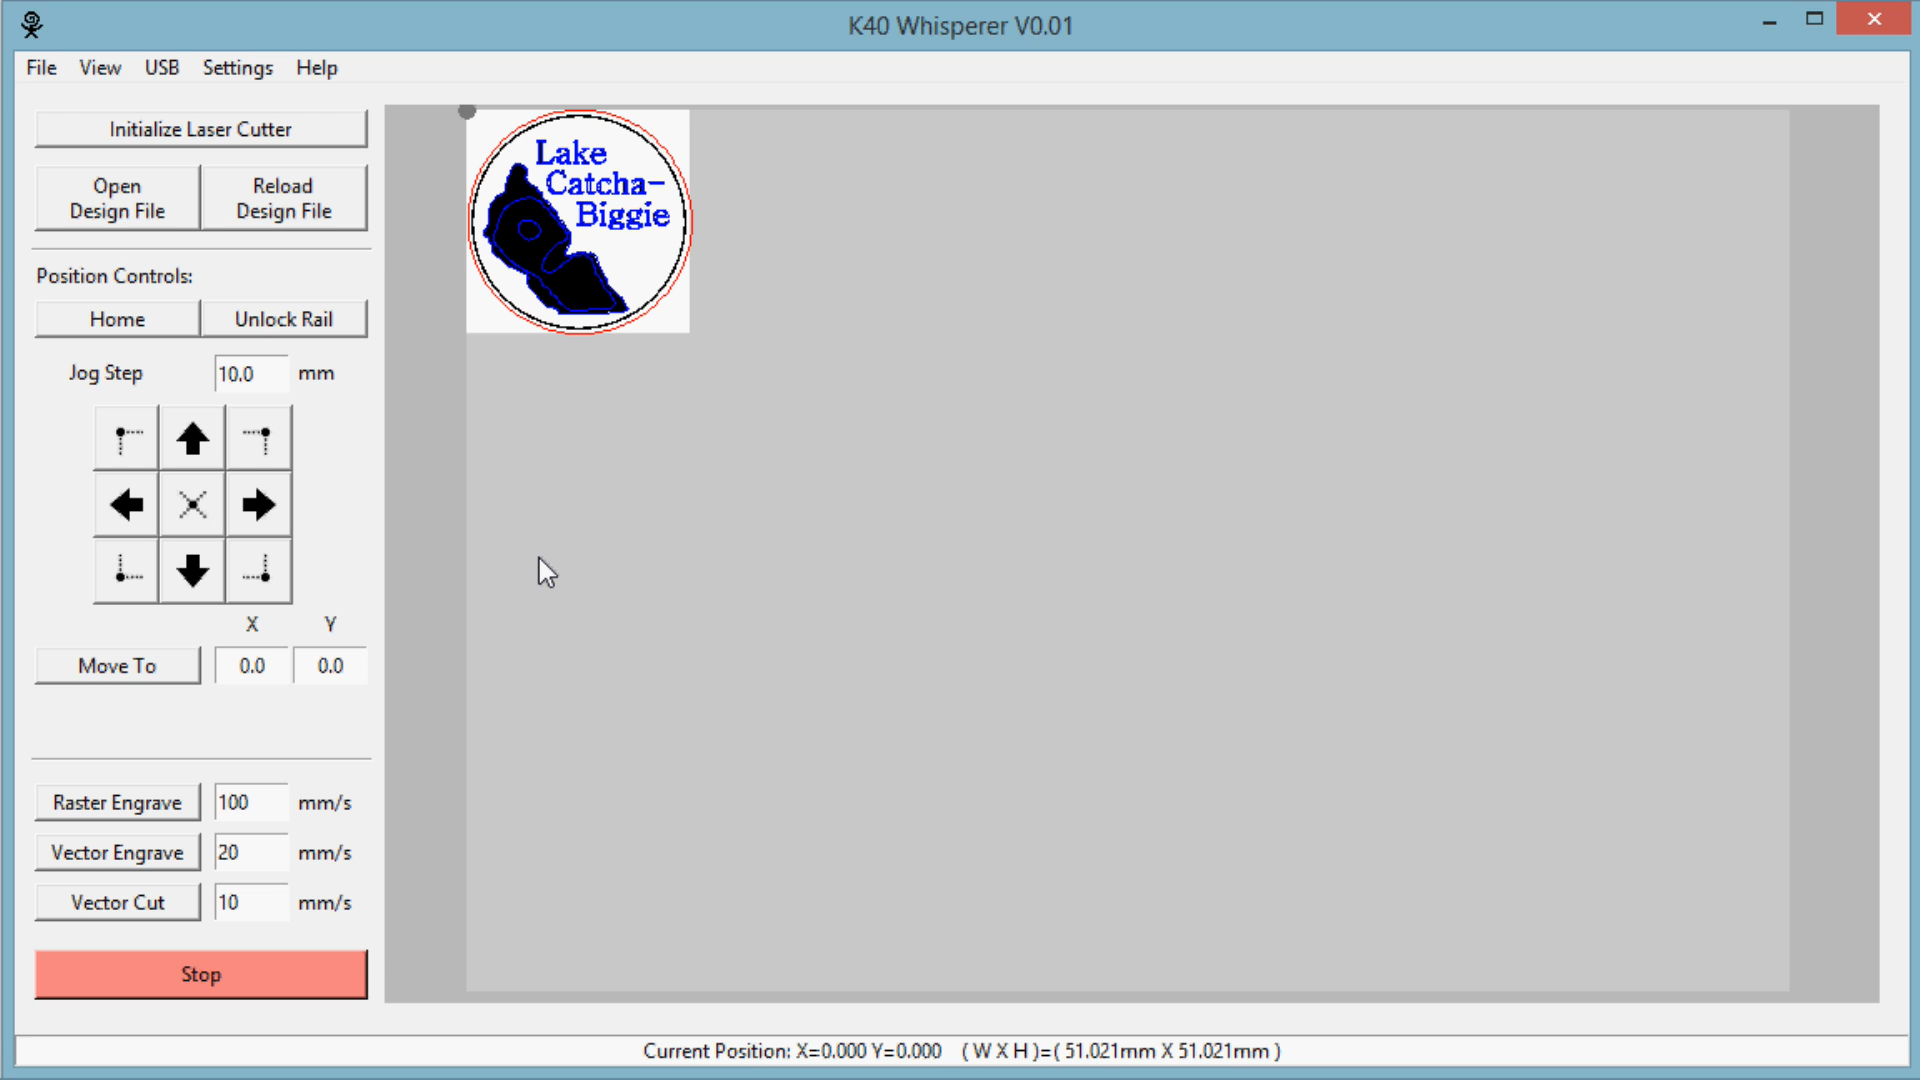 K40 Whisperer V0.01
File View USB Settings Help
Initialize Laser Cutter
Open
Design File
Reload
Design File
Position Controls:
Home Unlock Rail
Jog Step 10.0 mm
X Y
Move To 0.0 0.0
Raster Engrave 100 mm/s
Vector Engrave 20 mm/s
Vector Cut 10 mm/s
Stop
Lake
Catcha-
Biggie
Current Position: X=0.000 Y=0.000 ( W X H )=( 51.021mm X 51.021mm )